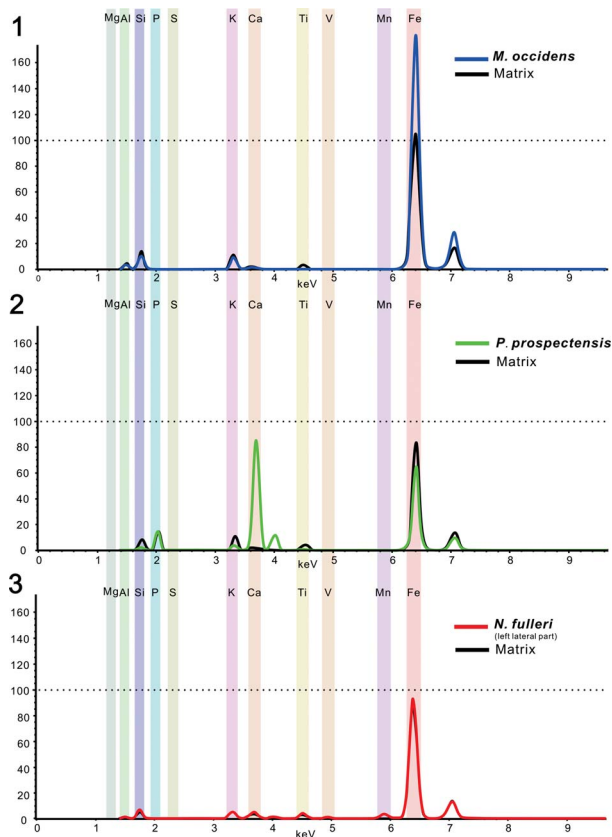 1
Mg Al Si P S K Ca Ti V Mn Fe
M. occidens
Matrix
160
140
120
100
80
60
40
20
0
0 1 2 3 4 5 6 7 8 9
keV
2
Mg Al Si P S K Ca Ti V Mn Fe
P. prospectensis
Matrix
160
140
120
100
80
60
40
20
0
0 1 2 3 4 5 6 7 8 9
keV
3
Mg Al Si P S K Ca Ti V Mn Fe
N. fulleri
(left lateral part)
Matrix
160
140
120
100
80
60
40
20
0
0 1 2 3 4 5 6 7 8 9
keV